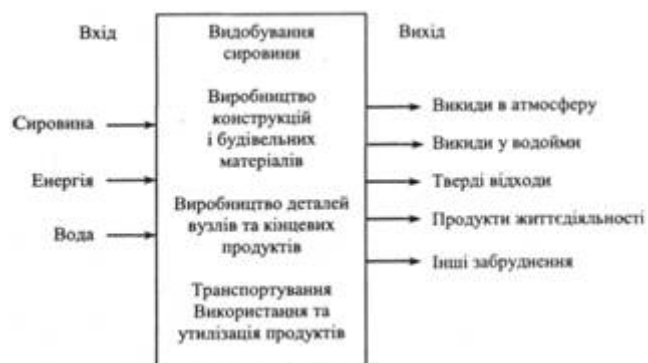 Вхід
Сировина
Енергія
Вода
Видобування
сировини
Виробництво
конструкцій
і будівельних
матеріалів
Виробництво деталей
вузлів та кінцевих
продуктів
Транспортування
Використання та
утилізація продуктів
Вихід
Викиди в атмосферу
Викиди у водойми
Тверді відходи
Продукти життєдіяльності
Інші забруднення